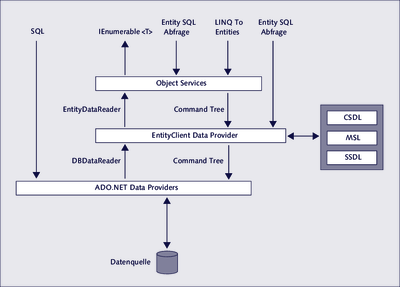 SQL
IEnumerable <T>
Entity SQL
Abfrage
LINQ To
Entities
Entity SQL
Abfrage
Object Services
EntityDataReader
Command Tree
EntityClient Data Provider
CSDL
MSL
SSDL
DBDataReader
Command Tree
ADO.NET Data Providers
Datenquelle